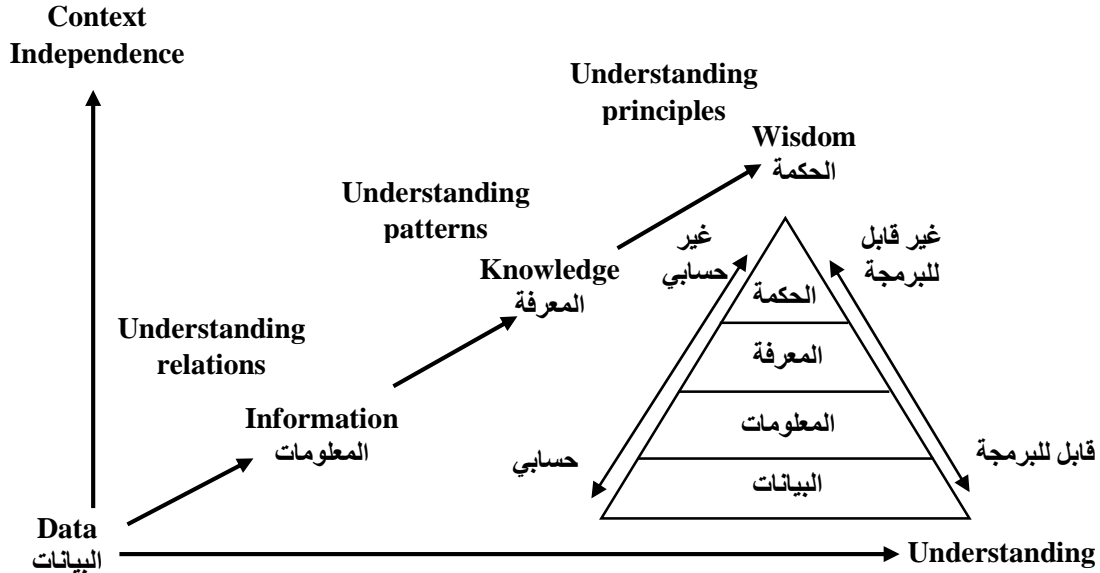 Context
Independence
Understanding
principles
Wisdom
الحكمة
Understanding
patterns
Knowledge
المعرفة
Understanding
relations
Information
المعلومات
Data
البيانات
Understanding
غير
حسابي
غير قابل
للبرمجة
الحكمة
المعرفة
المعلومات
البيانات
حسابي
قابل للبرمجة